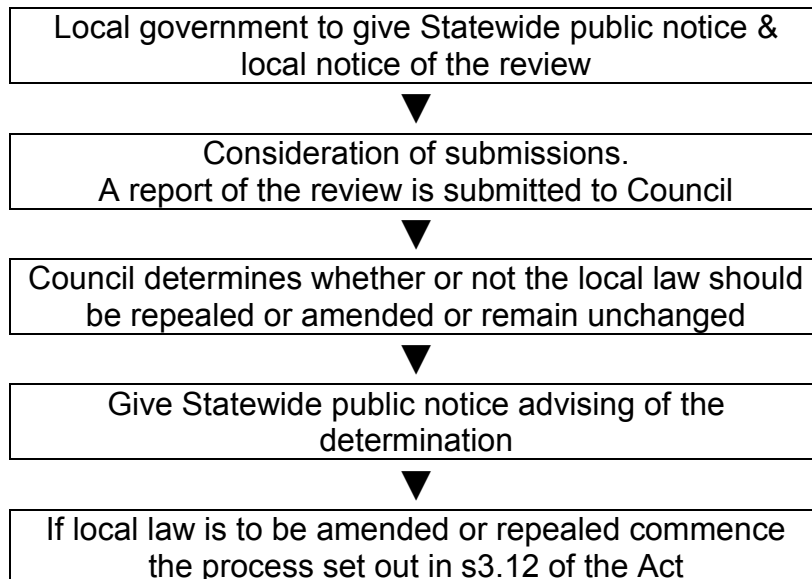 Local government to give Statewide public notice &
local notice of the review
Consideration of submissions.
A report of the review is submitted to Council
Council determines whether or not the local law should
be repealed or amended or remain unchanged
Give Statewide public notice advising of the
determination
If local law is to be amended or repealed commence
the process set out in s3.12 of the Act